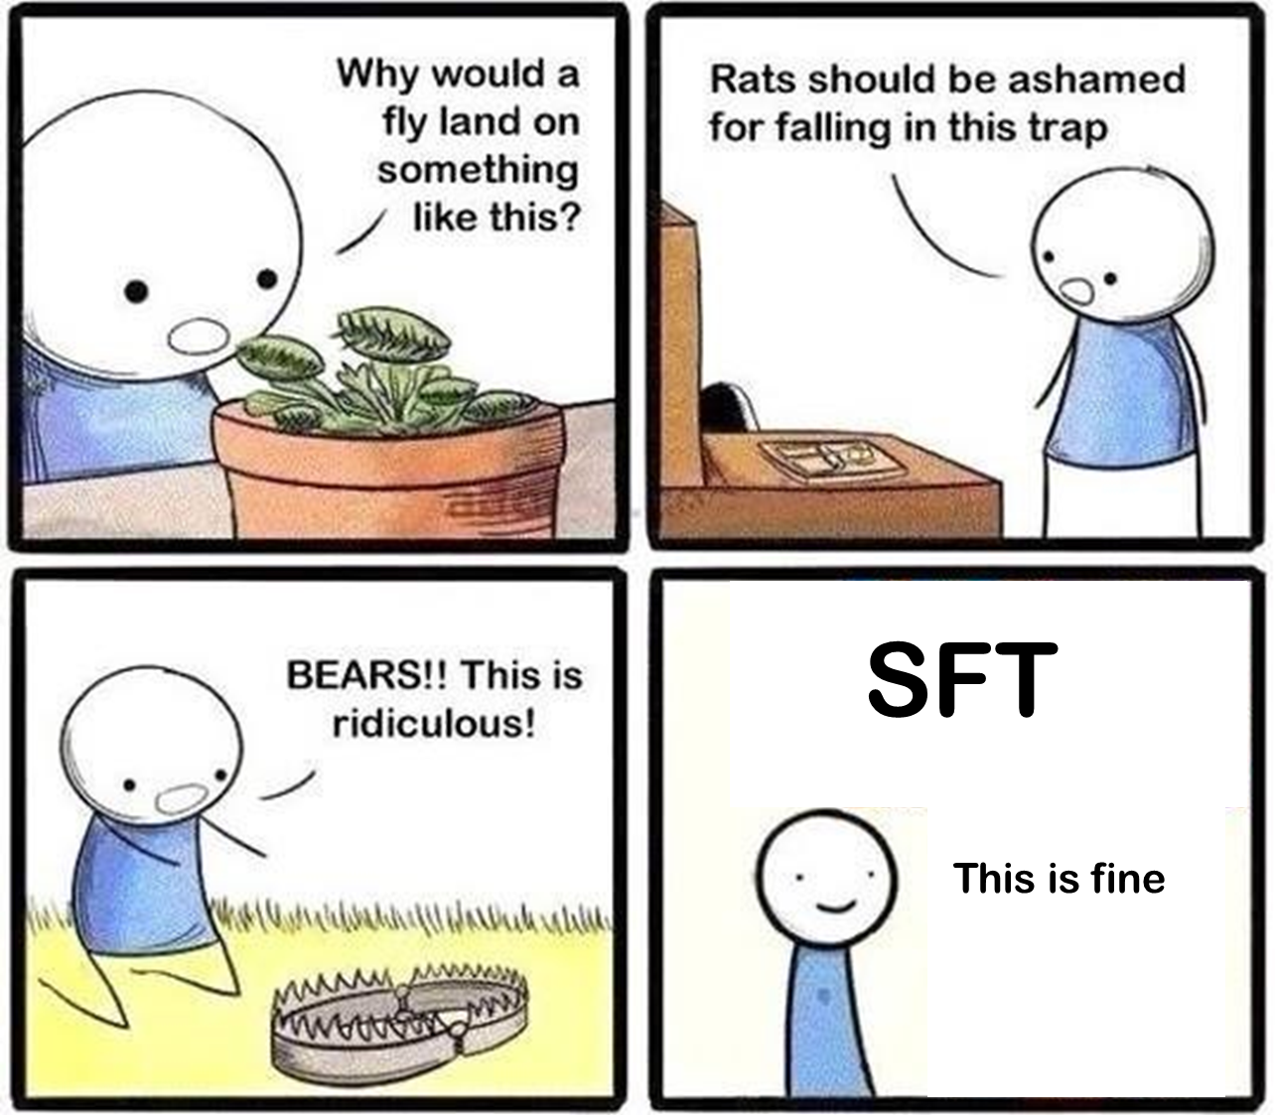 Why would a
fly land on
something
like this?
Rats should be ashamed
for falling in this trap
BEARS!! This is
ridiculous!
SFT
This is fine